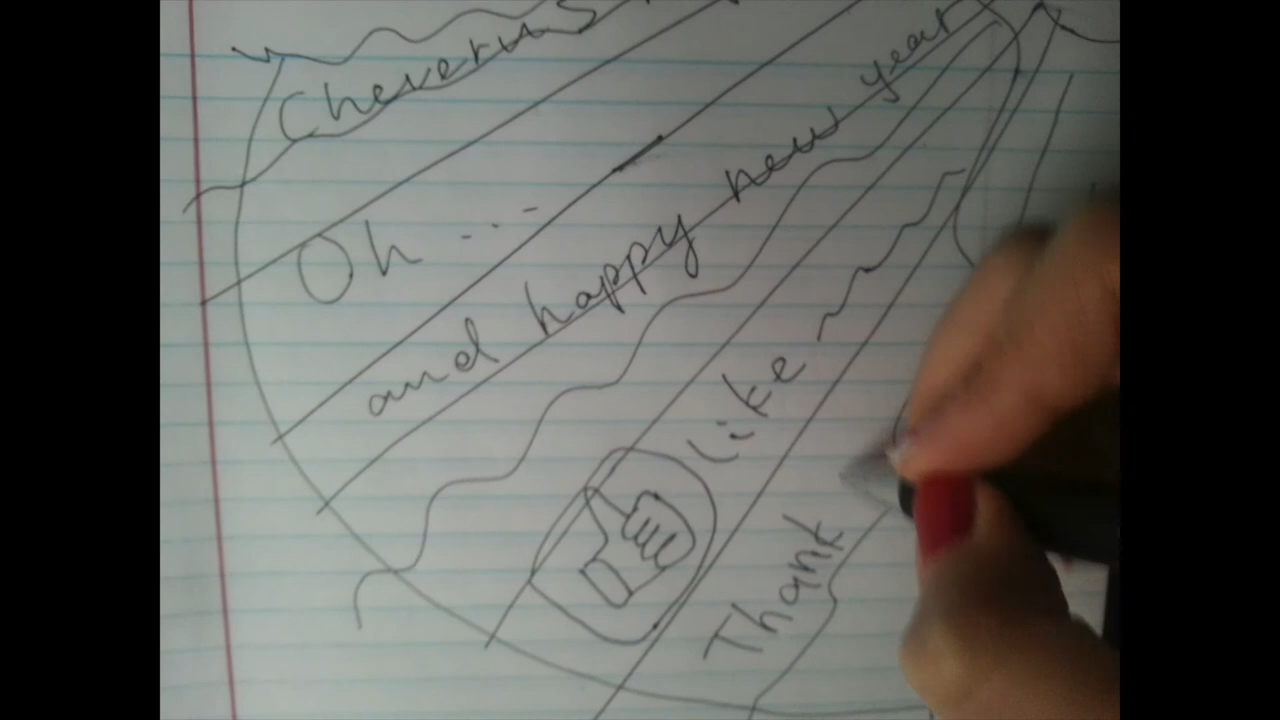 Cheverus
Oh ...
and happy new year
like
Thank